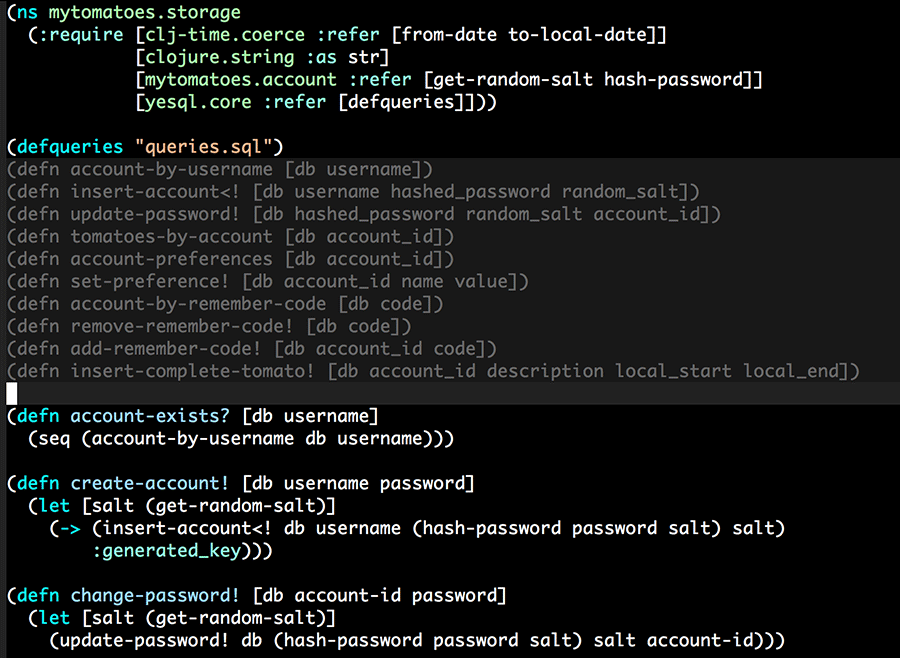 (ns mytomatoes.storage
  (:require [clj-time.coerce :refer [from-date to-local-date]]
            [clojure.string :as str]
            [mytomatoes.account :refer [get-random-salt hash-password]]
            [yesql.core :refer [defqueries]]))

(defqueries "queries.sql")
(defn account-by-username [db username])
(defn insert-account<! [db username hashed_password random_salt])
(defn update-password! [db hashed_password random_salt account_id])
(defn tomatoes-by-account [db account_id])
(defn account-preferences [db account_id])
(defn set-preference! [db account_id name value])
(defn account-by-remember-code [db code])
(defn remove-remember-code! [db code])
(defn add-remember-code! [db account_id code])
(defn insert-complete-tomato! [db account_id description local_start local_end])

(defn account-exists? [db username]
  (seq (account-by-username db username)))

(defn create-account! [db username password]
  (let [salt (get-random-salt)]
    (-> (insert-account<! db username (hash-password password salt) salt)
        :generated_key)))

(defn change-password! [db account-id password]
  (let [salt (get-random-salt)]
    (update-password! db (hash-password password salt) salt account-id)))